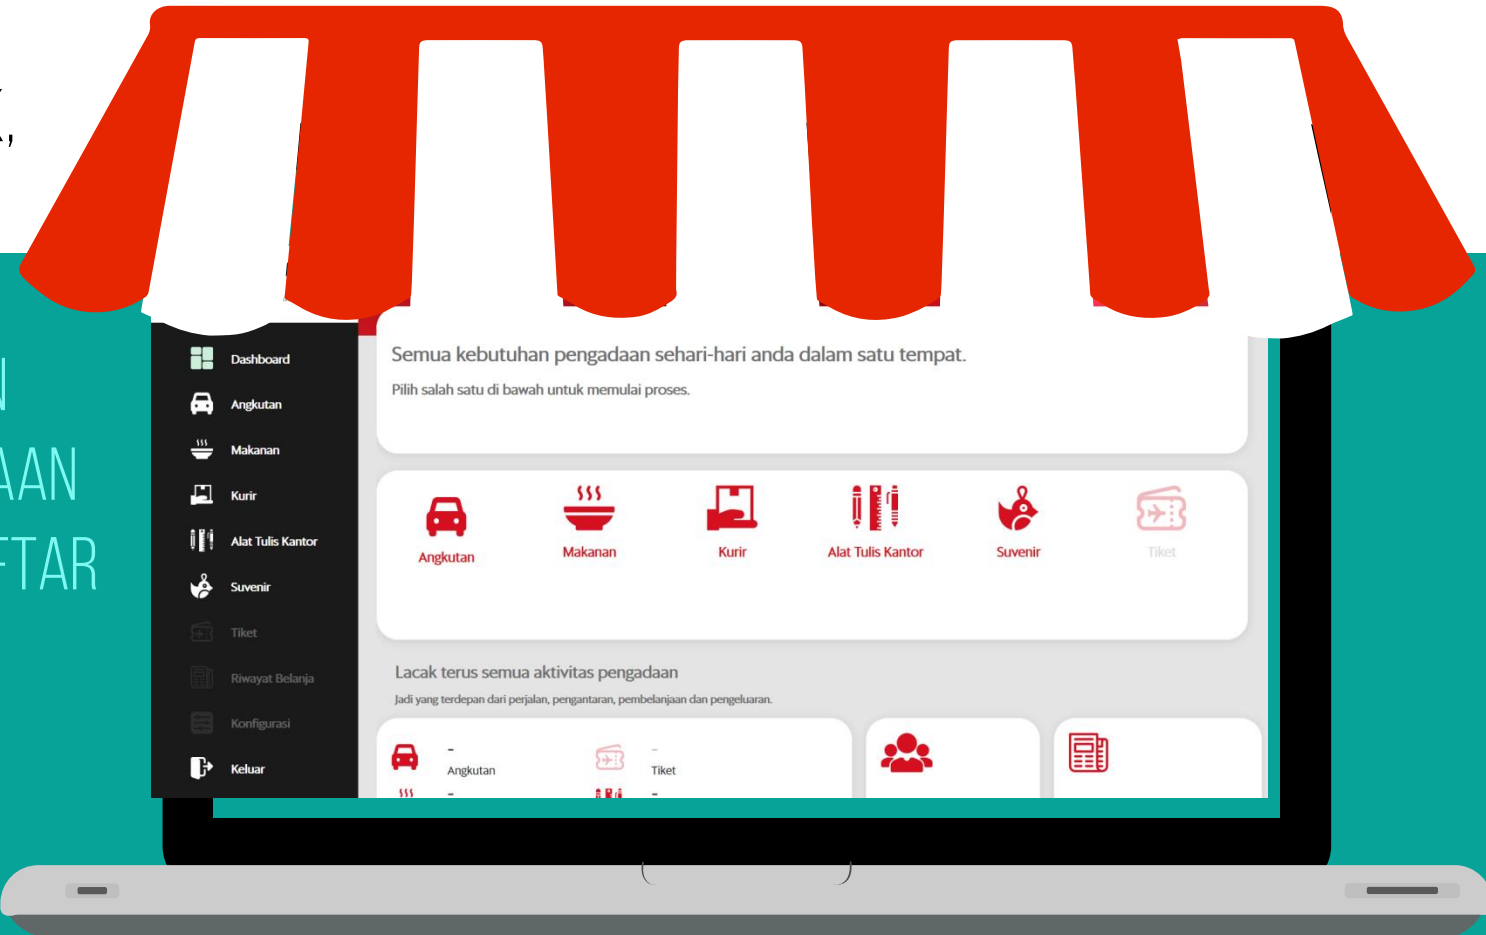 Dashboard
Angkutan
Makanan
Kurir
Alat Tulis Kantor
Suvenir
Tiket
Riwayat Belanja
Konfigurasi
Keluar
Semua kebutuhan pengadaan sehari-hari anda dalam satu tempat.
Pilih salah satu di bawah untuk memulai proses.
Angkutan
Makanan
Kurir
Alat Tulis Kantor
Suvenir
Tiket
Lacak terus semua aktivitas pengadaan
Jadi yang terdepan dari perjalan, pengantaran, pembelanjaan dan pengeluaran.
-
Angkutan
-
Tiket
-
-